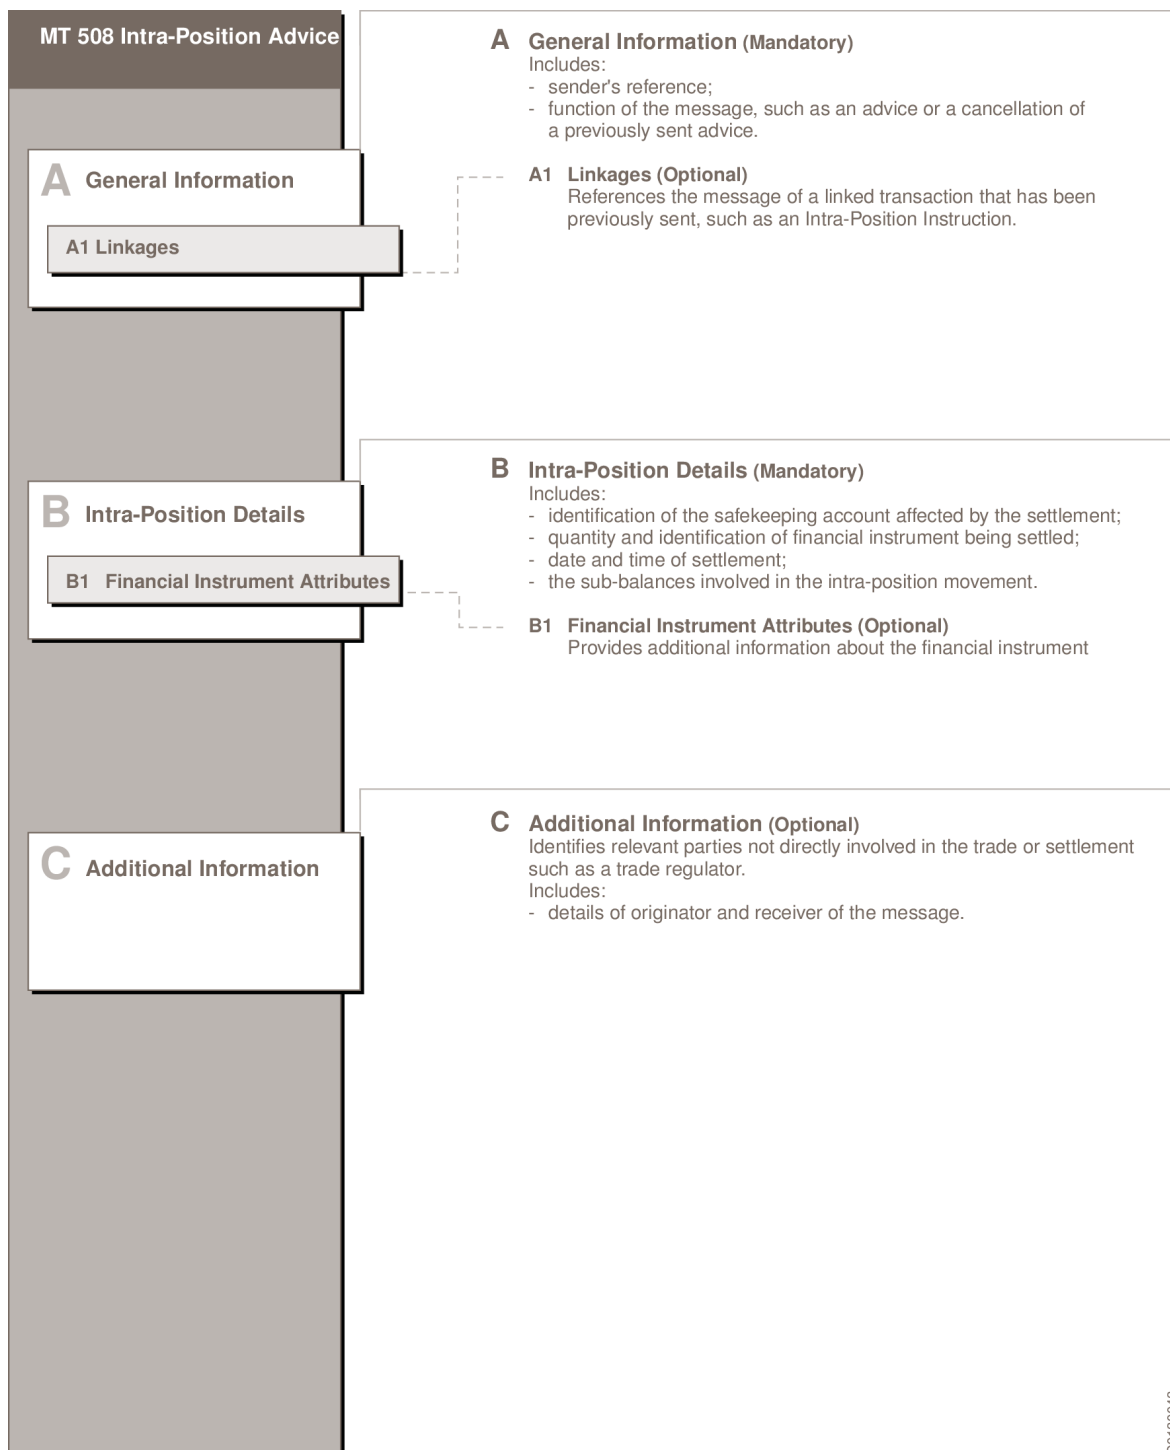 MT 508 Intra-Position Advice
A General Information
A1 Linkages
B Intra-Position Details
B1 Financial Instrument Attributes
C Additional Information
A General Information (Mandatory)
Includes:
- sender's reference;
- function of the message, such as an advice or a cancellation of
a previously sent advice.
A1 Linkages (Optional)
References the message of a linked transaction that has been
previously sent, such as an Intra-Position Instruction.
B Intra-Position Details (Mandatory)
Includes:
- identification of the safekeeping account affected by the settlement;
- quantity and identification of financial instrument being settled;
- date and time of settlement;
- the sub-balances involved in the intra-position movement.
B1 Financial Instrument Attributes (Optional)
Provides additional information about the financial instrument
C Additional Information (Optional)
Identifies relevant parties not directly involved in the trade or settlement
such as a trade regulator.
Includes:
- details of originator and receiver of the message.